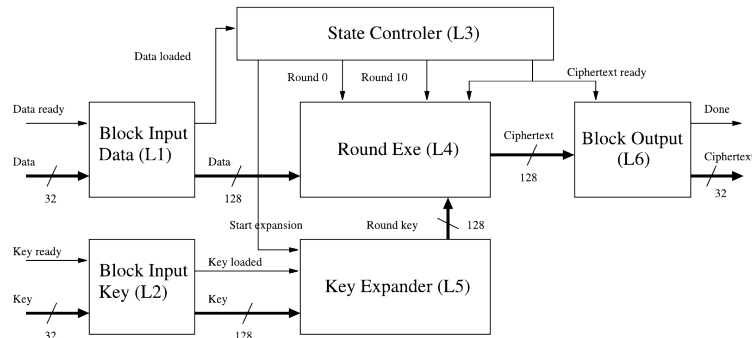 State Controler (L3)
Data loaded
Round 0
Round 10
Ciphertext ready
Data ready
Block Input
Data (L1)
Data
32
Data
128
Round Exe (L4)
Ciphertext
128
Block Output
(L6)
Done
Ciphertext
32
Start expansion
Round key
128
Key ready
Block Input
Key (L2)
Key
32
Key loaded
Key
128
Key Expander (L5)